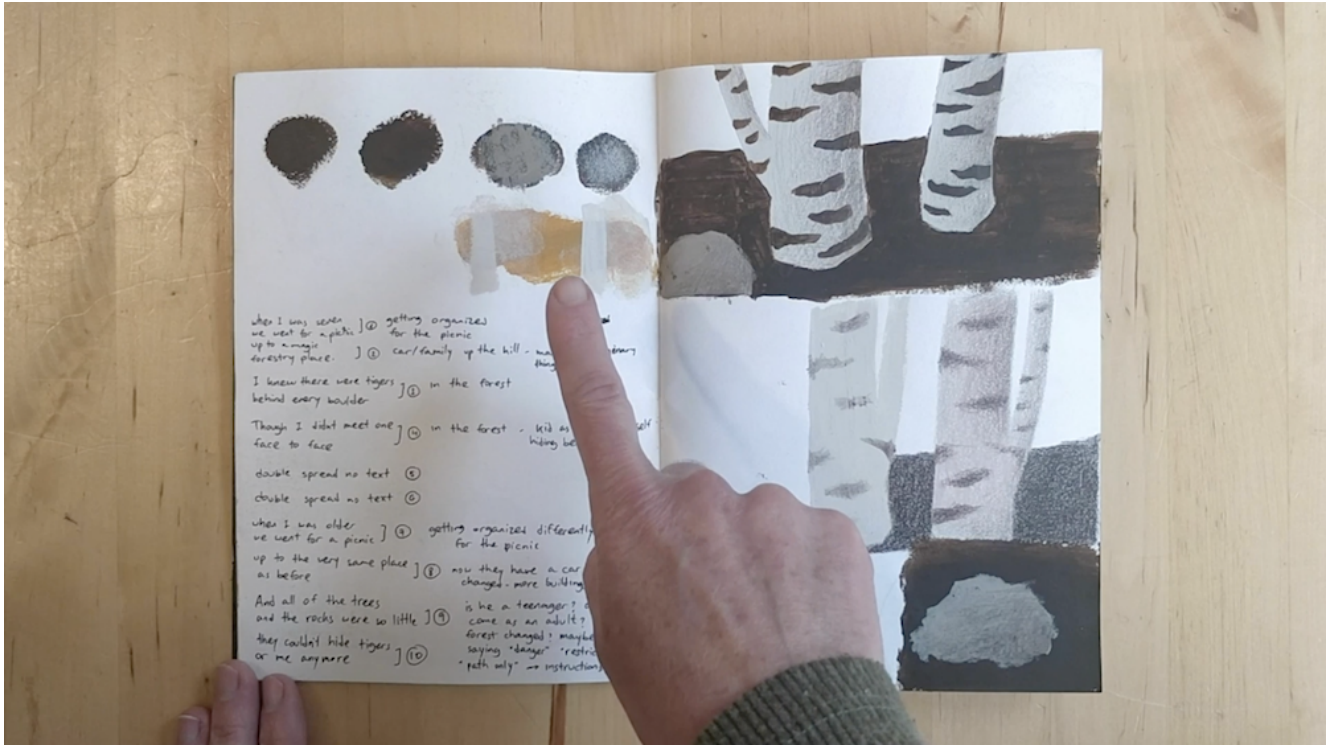 when I was seven
we went for a picnic
up to a magic
forestry place.
] ① getting organized
for the picnic
] ② car/family up the hill -
I knew there were tigers
behind every boulder
] ③ in the forest
Though I didnt meet one
face to face
] ④ in the forest - kid as
hiding
double spread no text ⑤
double spread no text ⑥
when I was older
we went for a picnic
] ⑦ getting organized differently
for the picnic
up to the very same place
as before
] ⑧ now they have a car
changed - more building
And all of the trees
and the rocks were so little
] ⑨ is he a teenager?
come as an adult?
forest changed? maybe
they couldn't hide tigers
or me anymore
] ⑩ saying "danger"
"path only" → instructions